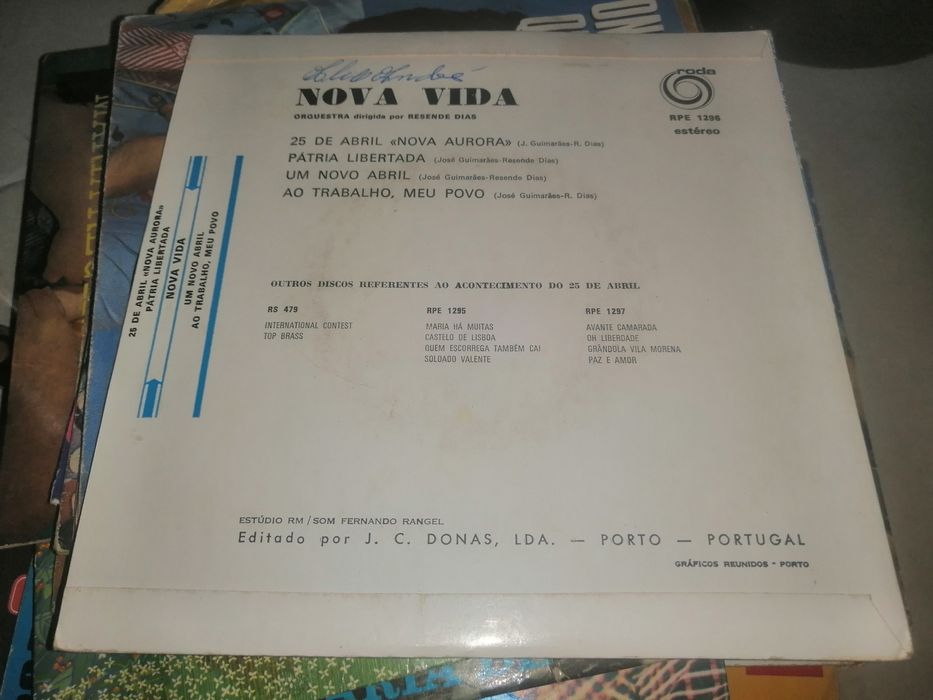 NOVA VIDA
ORQUESTRA dirigida por RESENDE DIAS
roda
RPE 1296
estéreo
25 DE ABRIL «NOVA AURORA» (J. Guimarães-R. Dias)
PÁTRIA LIBERTADA (José Guimarães-Resende Dias)
UM NOVO ABRIL (José Guimarães-Resende Dias)
AO TRABALHO, MEU POVO (José Guimarães-R. Dias)
25 DE ABRIL «NOVA AURORA»
PÁTRIA LIBERTADA
NOVA VIDA
UM NOVO ABRIL
AO TRABALHO, MEU POVO
OUTROS DISCOS REFERENTES AO ACONTECIMENTO DO 25 DE ABRIL
RS 479
INTERNATIONAL CONTEST
TOP BRASS
RPE 1295
MARIA HÁ MUITAS
CASTELO DE LISBOA
QUEM ESCORREGA TAMBÉM CAI
SOLDADO VALENTE
RPE 1297
AVANTE CAMARADA
OH LIBERDADE
GRÂNDOLA VILA MORENA
PAZ E AMOR
ESTÚDIO RM / SOM FERNANDO RANGEL
Editado por J. C. DONAS, LDA. — PORTO — PORTUGAL
GRÁFICOS REUNIDOS - PORTO